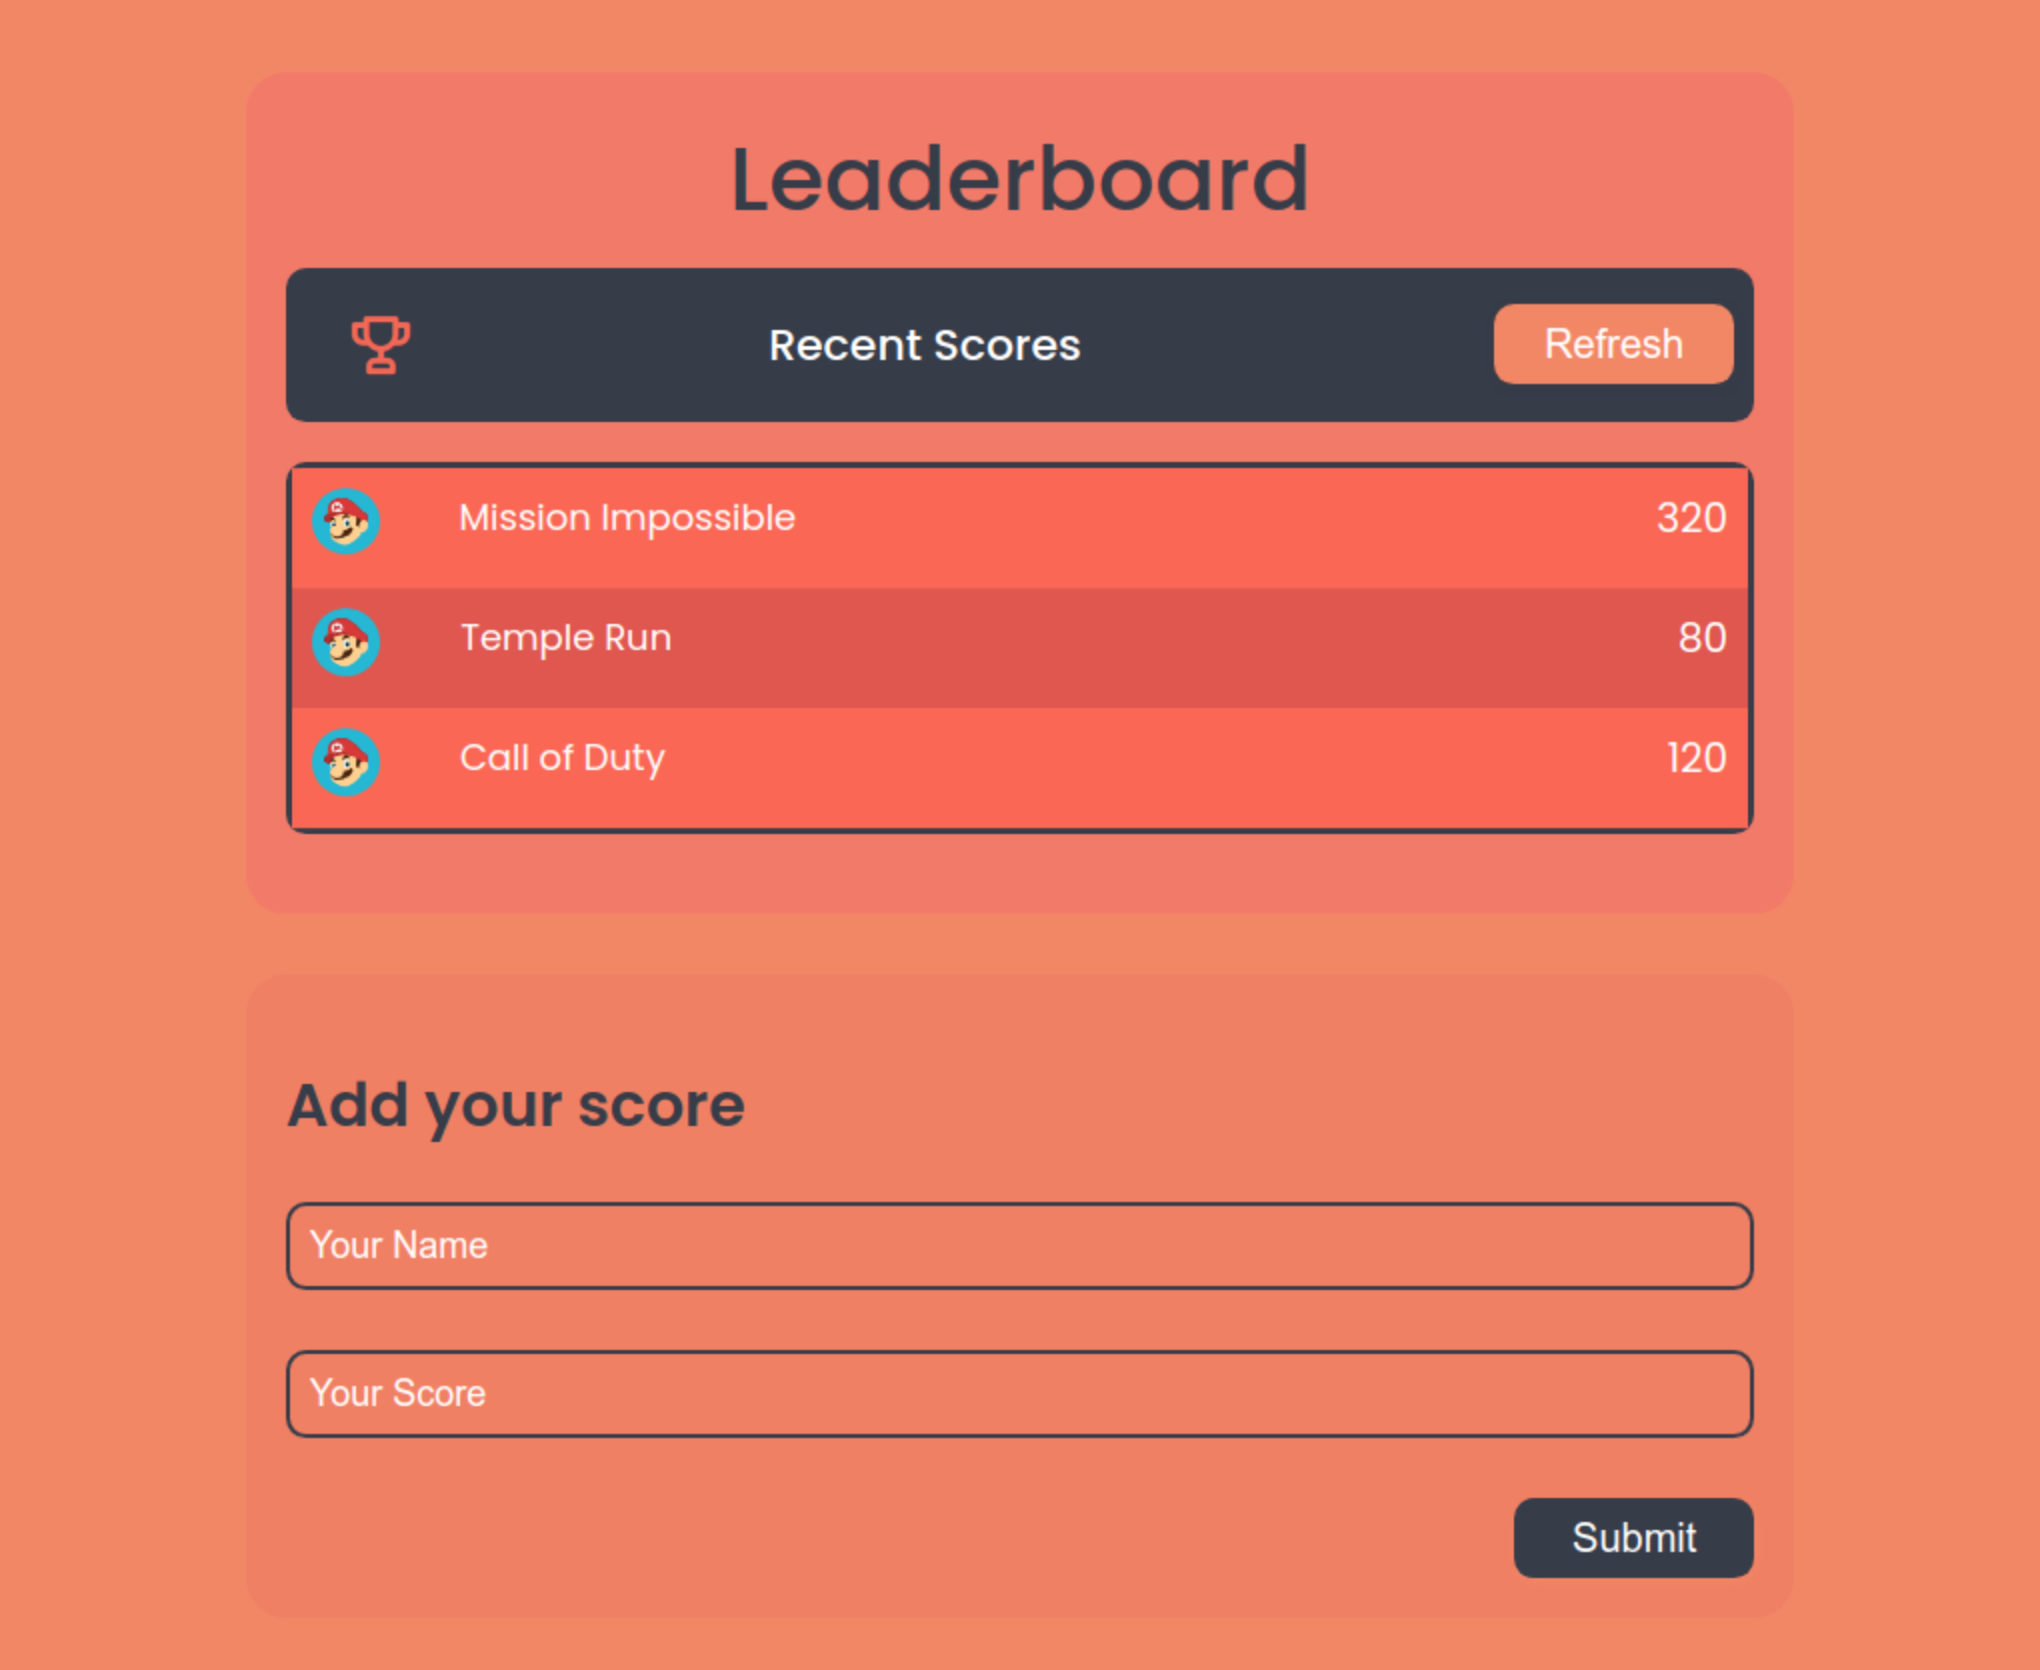 Leaderboard
Recent Scores
Refresh
Mission Impossible 320
Temple Run 80
Call of Duty 120
Add your score
Your Name
Your Score
Submit